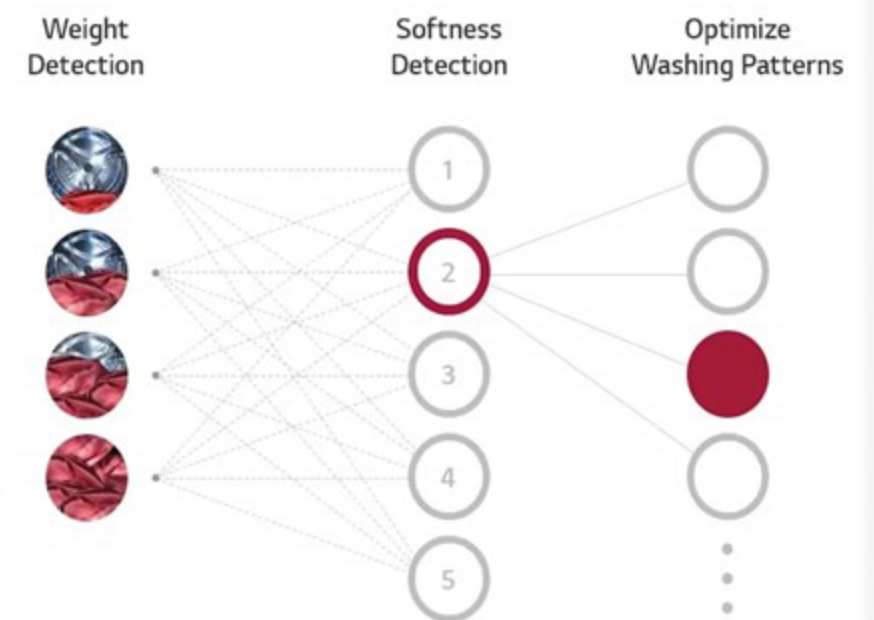 Weight
Detection
Softness
Detection
Optimize
Washing Patterns
1
2
3
4
5